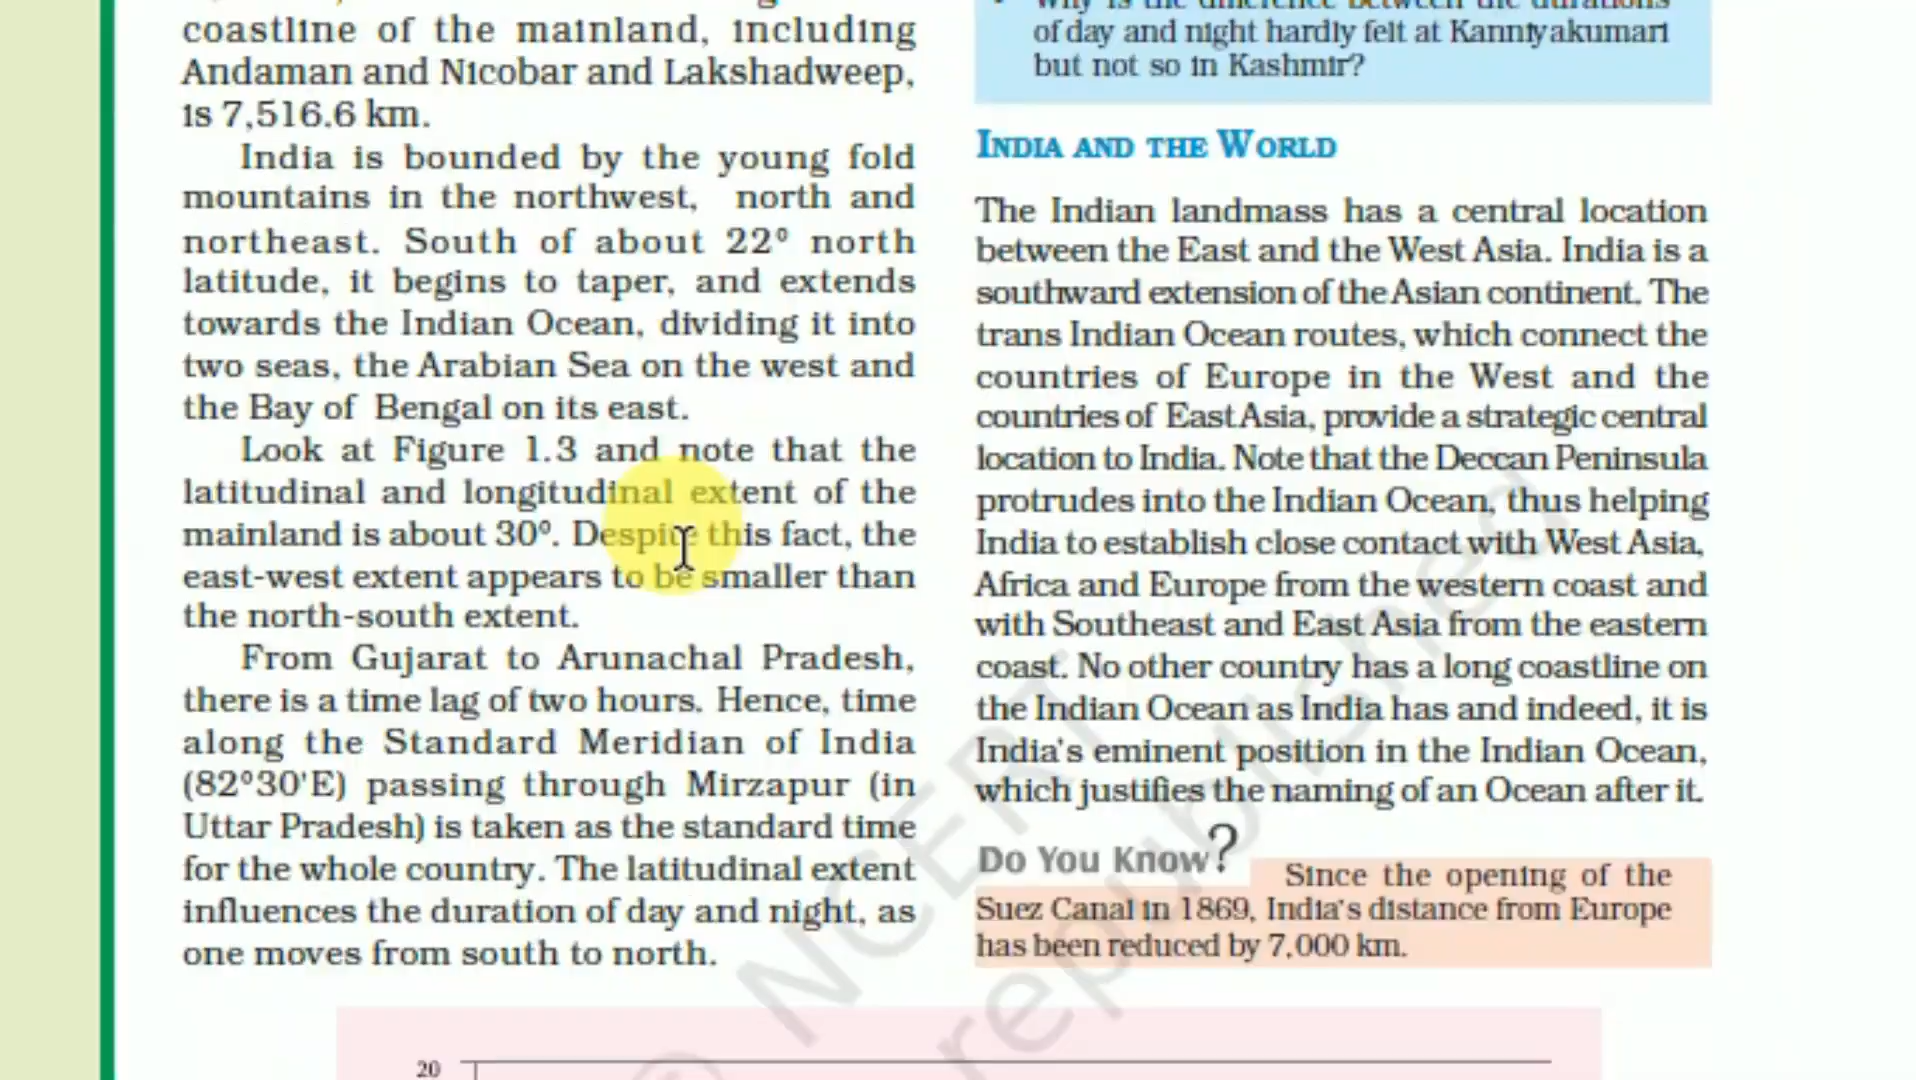 coastline of the mainland, including
Andaman and Nicobar and Lakshadweep,
is 7,516.6 km.
India is bounded by the young fold
mountains in the northwest, north and
northeast. South of about 22° north
latitude, it begins to taper, and extends
towards the Indian Ocean, dividing it into
two seas, the Arabian Sea on the west and
the Bay of Bengal on its east.
Look at Figure 1.3 and note that the
latitudinal and longitudinal extent of the
mainland is about 30°. Despite this fact, the
east-west extent appears to be smaller than
the north-south extent.
From Gujarat to Arunachal Pradesh,
there is a time lag of two hours. Hence, time
along the Standard Meridian of India
(82°30'E) passing through Mirzapur (in
Uttar Pradesh) is taken as the standard time
for the whole country. The latitudinal extent
influences the duration of day and night, as
one moves from south to north.
Why is the difference between the durations
of day and night hardly felt at Kanniyakumari
but not so in Kashmir?
INDIA AND THE WORLD
The Indian landmass has a central location
between the East and the West Asia. India is a
southward extension of the Asian continent. The
trans Indian Ocean routes, which connect the
countries of Europe in the West and the
countries of East Asia, provide a strategic central
location to India. Note that the Deccan Peninsula
protrudes into the Indian Ocean, thus helping
India to establish close contact with West Asia,
Africa and Europe from the western coast and
with Southeast and East Asia from the eastern
coast. No other country has a long coastline on
the Indian Ocean as India has and indeed, it is
India's eminent position in the Indian Ocean,
which justifies the naming of an Ocean after it.
Do You Know?
Since the opening of the
Suez Canal in 1869, India's distance from Europe
has been reduced by 7,000 km.
© NCERT
republished
20